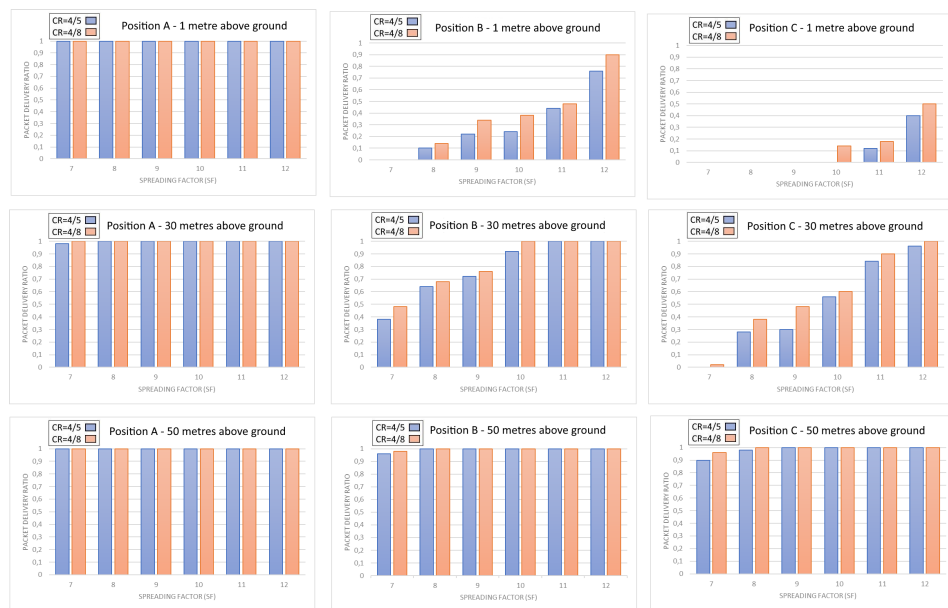 CR=4/5
CR=4/8
Position A - 1 metre above ground
PACKET DELIVERY RATIO
1
0,9
0,8
0,7
0,6
0,5
0,4
0,3
0.2
0,1
0
7 8 9 10 11 12
SPREADING FACTOR (SF)
CR=4/5
CR=4/8
Position B - 1 metre above ground
PACKET DELIVERY RATIO
1
0,9
0,8
0,7
0,6
0,5
0,4
0,3
0.2
0,1
0
7 8 9 10 11 12
SPREADING FACTOR (SF)
CR=4/5
CR=4/8
Position C - 1 metre above ground
PACKET DELIVERY RATIO
1
0,9
0,8
0,7
0,6
0,5
0,4
0,3
0.2
0,1
0
7 8 9 10 11 12
SPREADING FACTOR (SF)
CR=4/5
CR=4/8
Position A - 30 metres above ground
PACKET DELIVERY RATIO
1
0,9
0,8
0,7
0,6
0,5
0,4
0,3
0.2
0,1
0
7 8 9 10 11 12
SPREADING FACTOR (SF)
CR=4/5
CR=4/8
Position B - 30 metres above ground
PACKET DELIVERY RATIO
1
0,9
0,8
0,7
0,6
0,5
0,4
0,3
0.2
0,1
0
7 8 9 10 11 12
SPREADING FACTOR (SF)
CR=4/5
CR=4/8
Position C - 30 metres above ground
PACKET DELIVERY RATIO
1
0,9
0,8
0,7
0,6
0,5
0,4
0,3
0.2
0,1
0
7 8 9 10 11 12
SPREADING FACTOR (SF)
CR=4/5
CR=4/8
Position A - 50 metres above ground
PACKET DELIVERY RATIO
1
0,9
0,8
0,7
0,6
0,5
0,4
0,3
0.2
0,1
0
7 8 9 10 11 12
SPREADING FACTOR (SF)
CR=4/5
CR=4/8
Position B - 50 metres above ground
PACKET DELIVERY RATIO
1
0,9
0,8
0,7
0,6
0,5
0,4
0,3
0.2
0,1
0
7 8 9 10 11 12
SPREADING FACTOR (SF)
CR=4/5
CR=4/8
Position C - 50 metres above ground
PACKET DELIVERY RATIO
1
0,9
0,8
0,7
0,6
0,5
0,4
0,3
0.2
0,1
0
7 8 9 10 11 12
SPREADING FACTOR (SF)